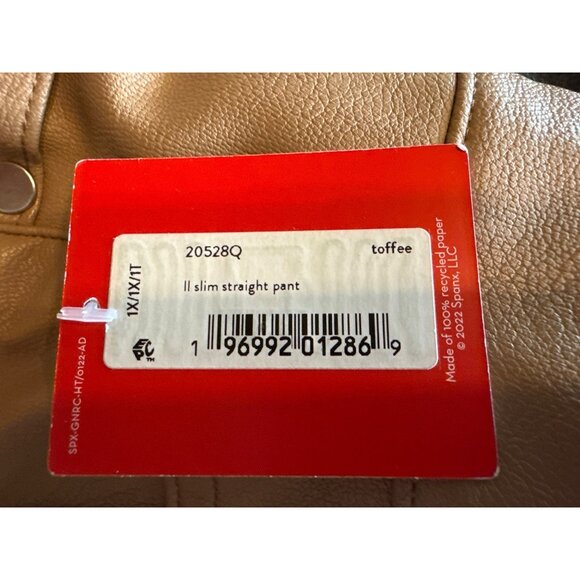 20528Q toffee
ll slim straight pant
1X/1X/1T
1 96992 01286 9
EPC™
SPX-GNRC-HT/0122-AD
Made of 100% recycled paper
© 2022 Spanx, LLC